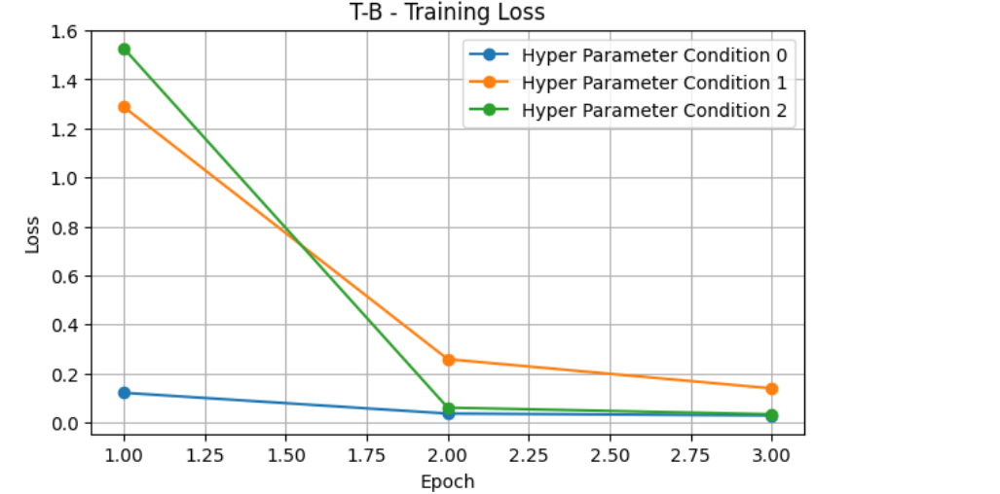 T-B - Training Loss
Hyper Parameter Condition 0
Hyper Parameter Condition 1
Hyper Parameter Condition 2
Loss
1.6
1.4
1.2
1.0
0.8
0.6
0.4
0.2
0.0
1.00 1.25 1.50 1.75 2.00 2.25 2.50 2.75 3.00
Epoch